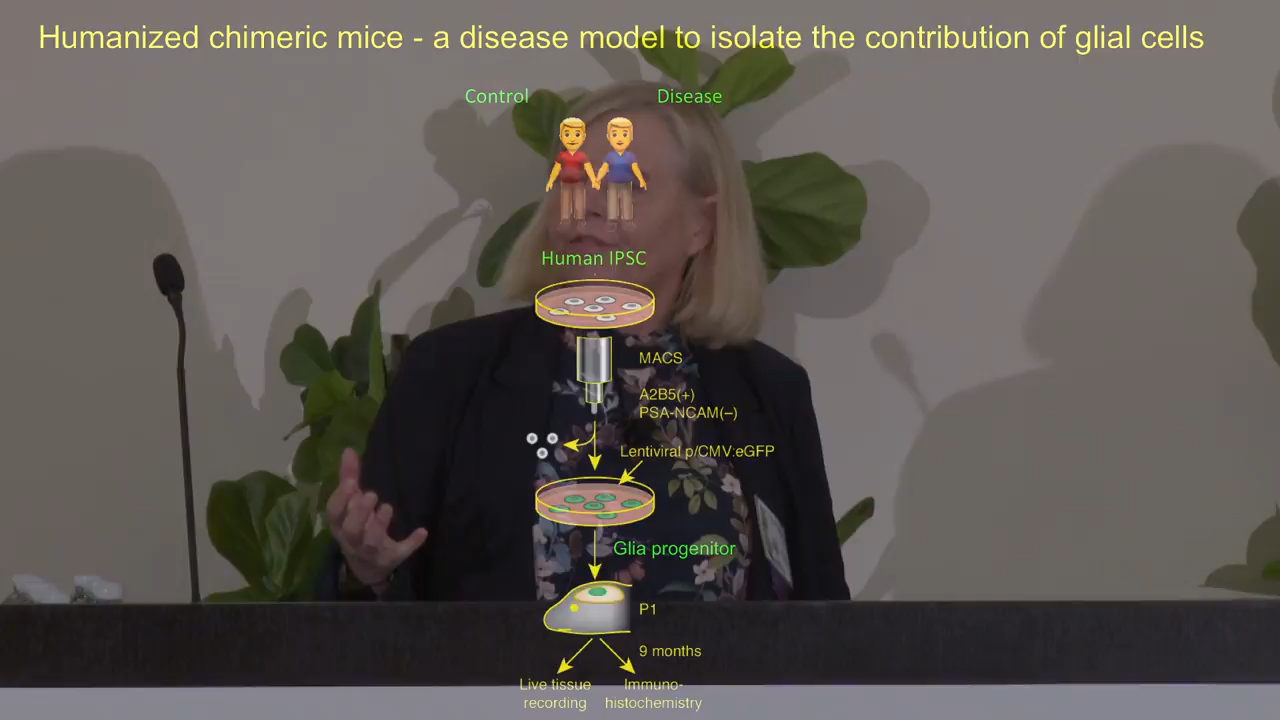 Humanized chimeric mice - a disease model to isolate the contribution of glial cells
Control
Disease
Human IPSC
MACS
A2B5(+)
PSA-NCAM(–)
Lentiviral p/CMV:eGFP
Glia progenitor
P1
9 months
Live tissue
recording
Immuno-
histochemistry